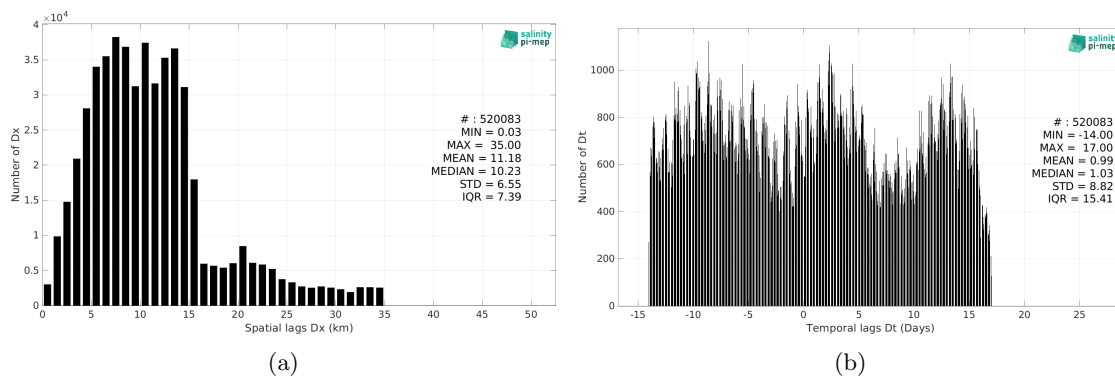 ×10⁴
4
3.5
3
2.5
2
1.5
1
0.5
0
Number of Dx
0 5 10 15 20 25 30 35 40 45 50
Spatial lags Dx (km)
salinity
pi-mep
# : 520083
MIN = 0.03
MAX = 35.00
MEAN = 11.18
MEDIAN = 10.23
STD = 6.55
IQR = 7.39
(a)
1000
800
600
400
200
0
Number of Dt
-15 -10 -5 0 5 10 15 20 25
Temporal lags Dt (Days)
salinity
pi-mep
# : 520083
MIN = -14.00
MAX = 17.00
MEAN = 0.99
MEDIAN = 1.03
STD = 8.82
IQR = 15.41
(b)